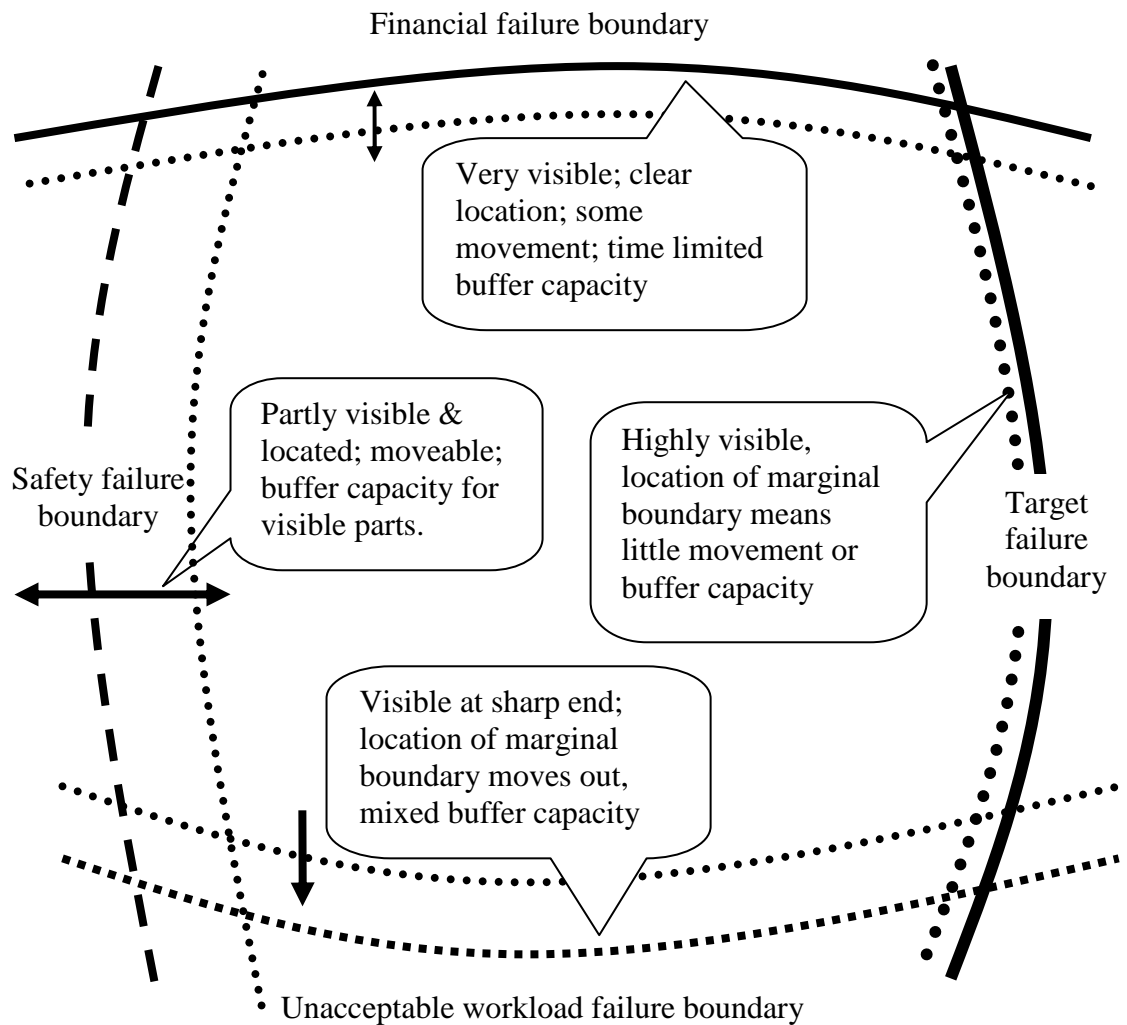 Financial failure boundary
Very visible; clear
location; some
movement; time limited
buffer capacity
Partly visible &
located; moveable;
buffer capacity for
visible parts.
Safety failure
boundary
Highly visible,
location of marginal
boundary means
little movement or
buffer capacity
Target
failure
boundary
Visible at sharp end;
location of marginal
boundary moves out,
mixed buffer capacity
Unacceptable workload failure boundary